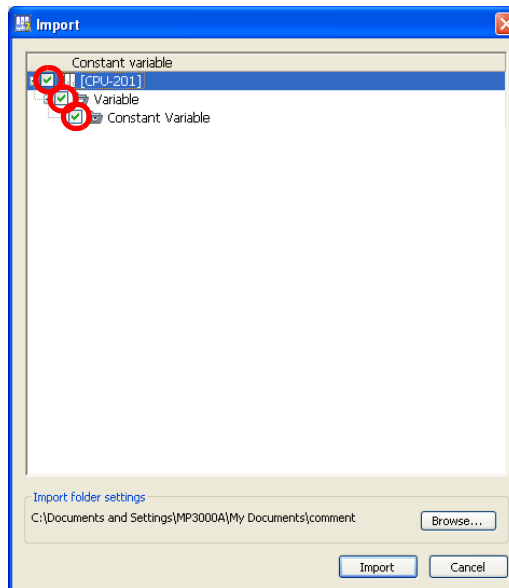 Import
Constant variable
[CPU-201]
Variable
Constant Variable
Import folder settings
C:\Documents and Settings\MP3000A\My Documents\comment
Browse...
Import Cancel